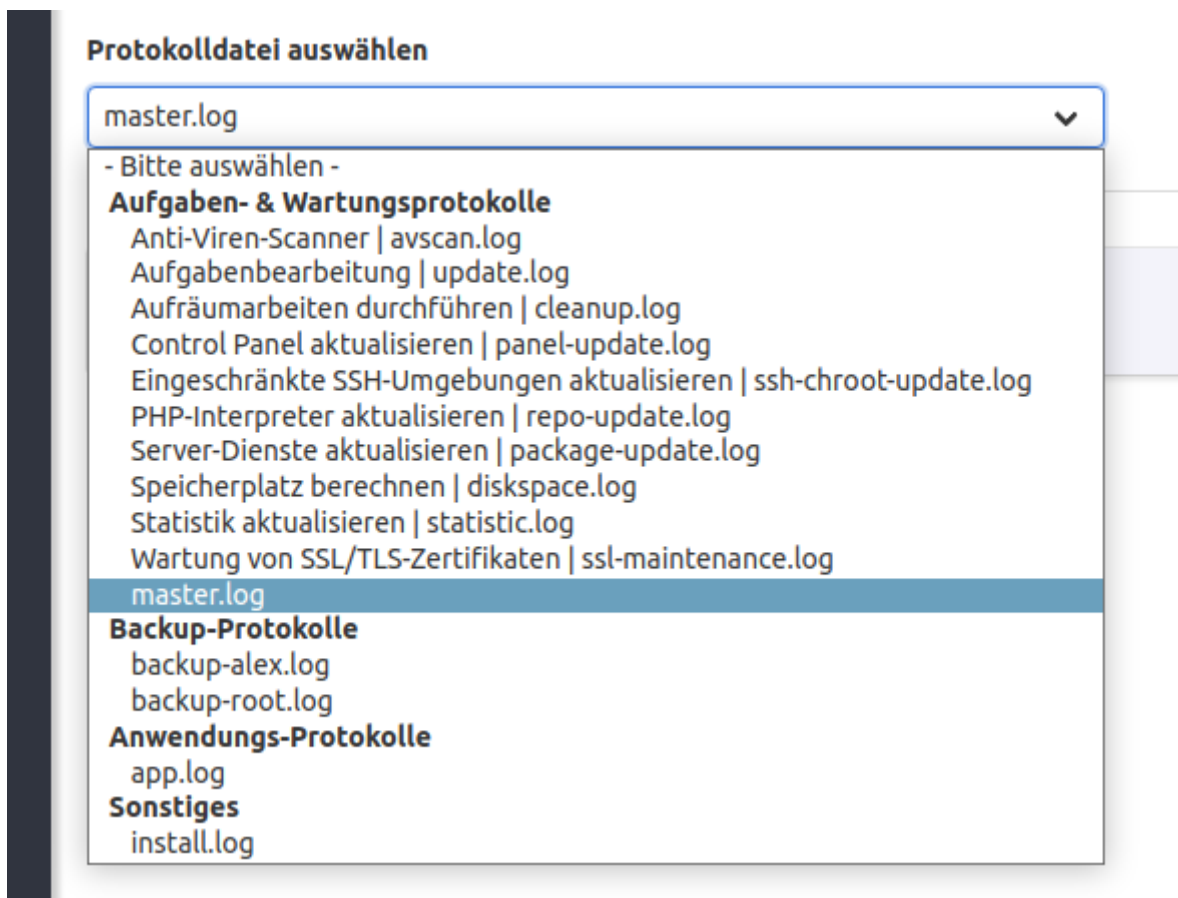 Protokolldatei auswählen
master.log
- Bitte auswählen -
Aufgaben- & Wartungsprotokolle
Anti-Viren-Scanner | avscan.log
Aufgabenbearbeitung | update.log
Aufräumarbeiten durchführen | cleanup.log
Control Panel aktualisieren | panel-update.log
Eingeschränkte SSH-Umgebungen aktualisieren | ssh-chroot-update.log
PHP-Interpreter aktualisieren | repo-update.log
Server-Dienste aktualisieren | package-update.log
Speicherplatz berechnen | diskspace.log
Statistik aktualisieren | statistic.log
Wartung von SSL/TLS-Zertifikaten | ssl-maintenance.log
master.log
Backup-Protokolle
backup-alex.log
backup-root.log
Anwendungs-Protokolle
app.log
Sonstiges
install.log